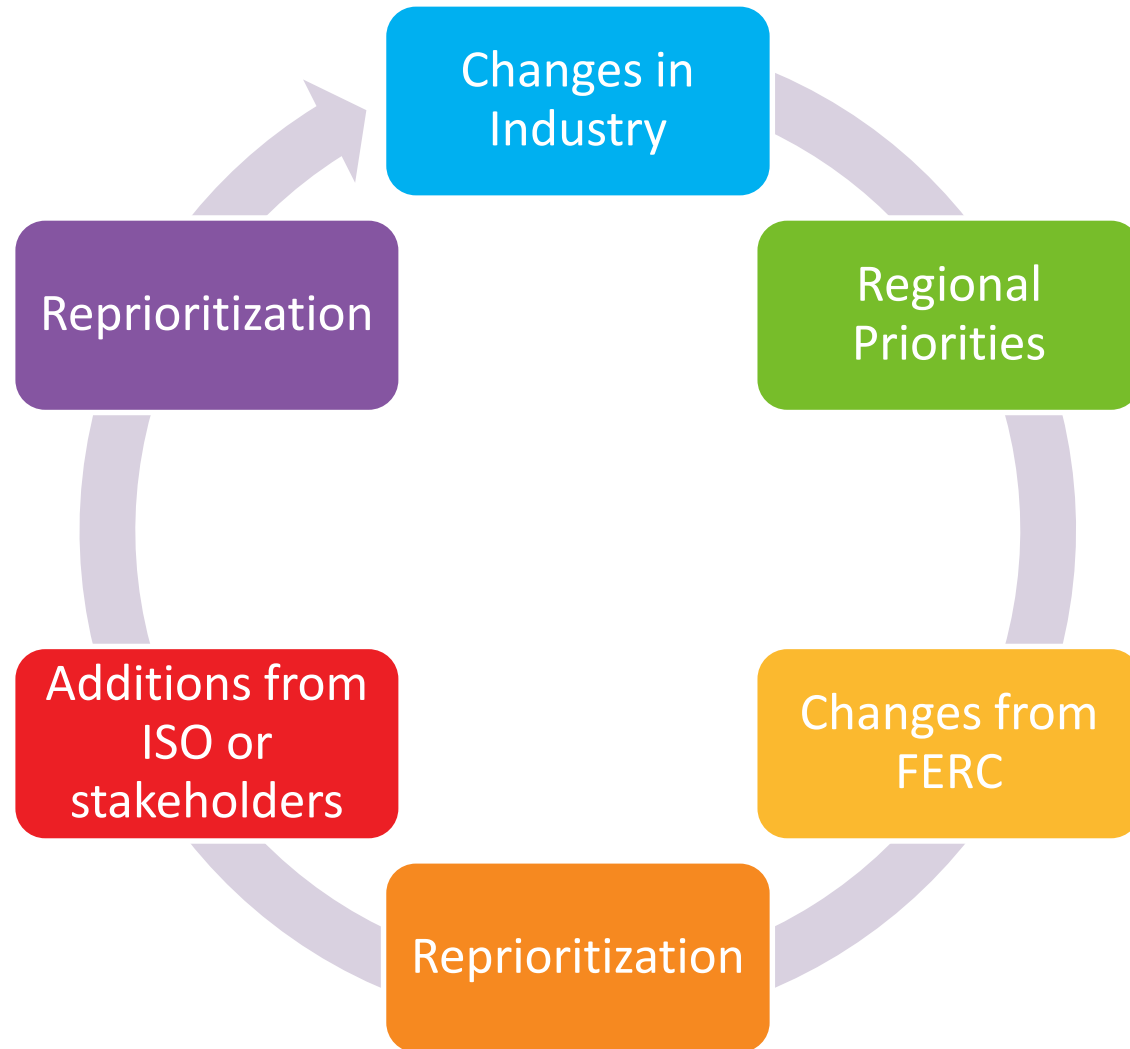 Changes in
Industry
Regional
Priorities
Changes from
FERC
Reprioritization
Additions from
ISO or
stakeholders
Reprioritization